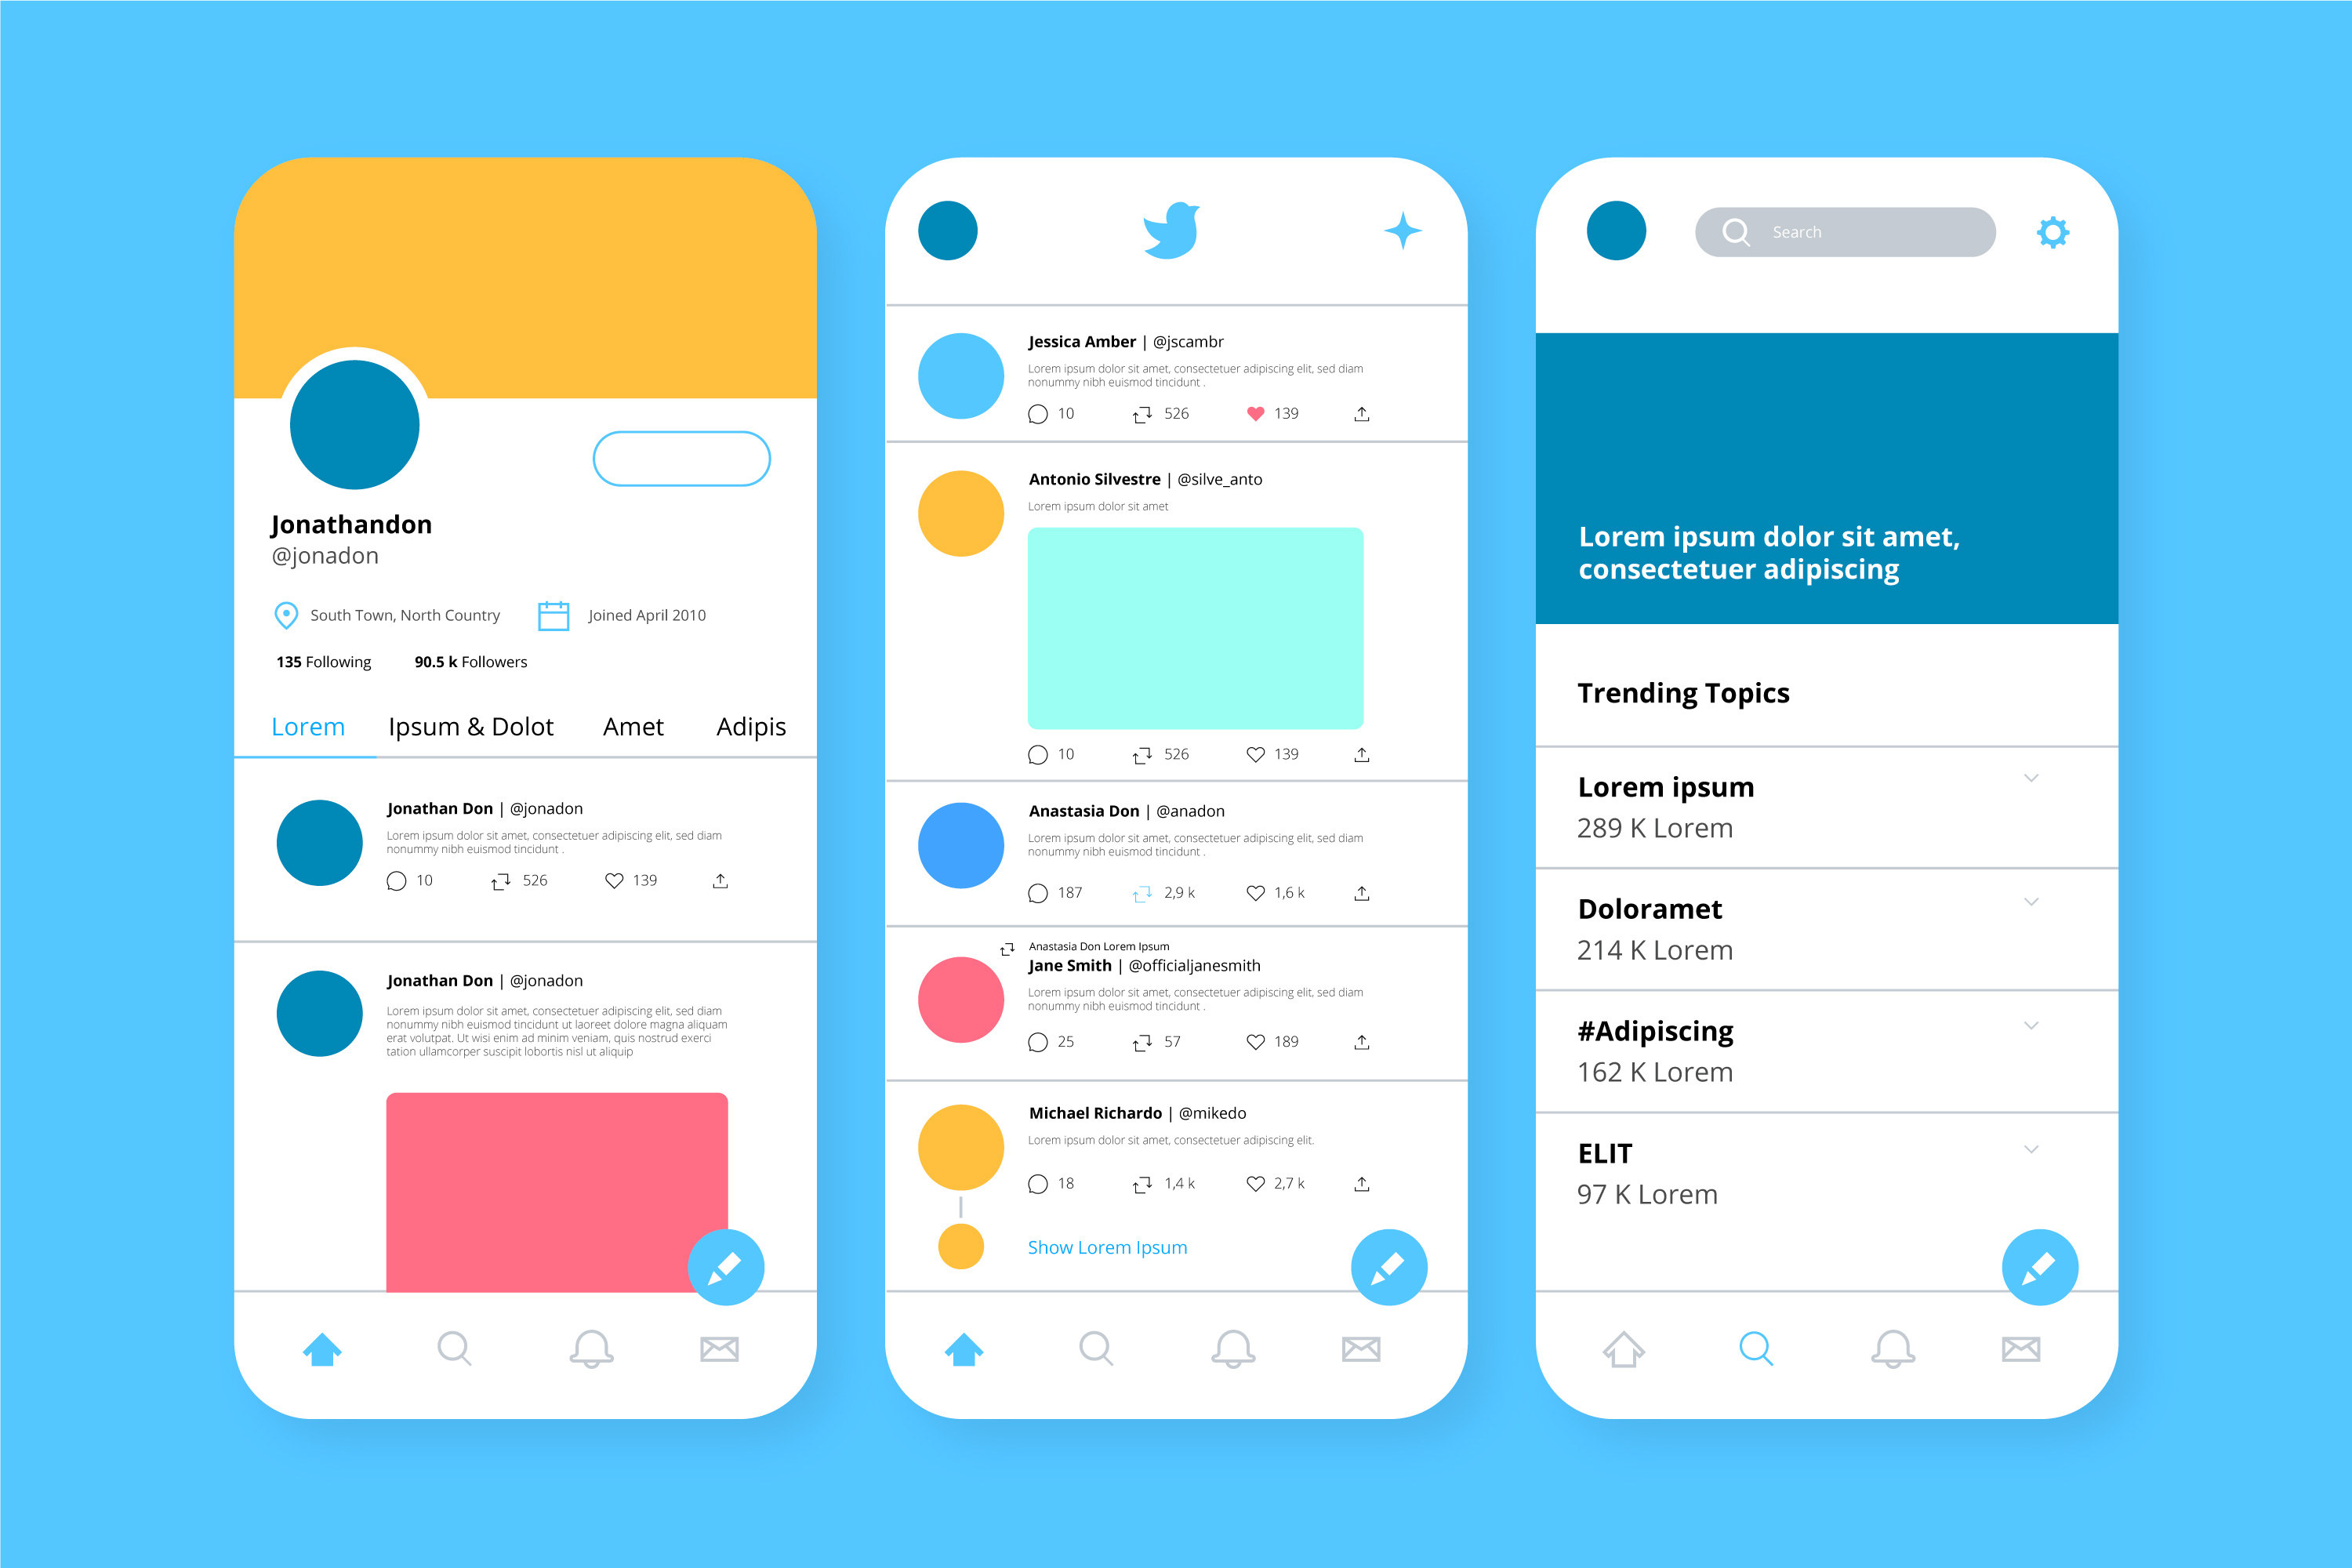 Jonathandon
@jonadon
South Town, North Country Joined April 2010
135 Following 90.5 k Followers
Lorem Ipsum & Dolot Amet Adipis
Jonathan Don | @jonadon
Lorem ipsum dolor sit amet, consectetuer adipiscing elit, sed diam
nonummy nibh euismod tincidunt .
10 526 139
Jonathan Don | @jonadon
Lorem ipsum dolor sit amet, consectetuer adipiscing elit, sed diam
nonummy nibh euismod tincidunt ut laoreet dolore magna aliquam
erat volutpat. Ut wisi enim ad minim veniam, quis nostrud exerci
tation ullamcorper suscipit lobortis nisl ut aliquip
Jessica Amber | @jscambr
Lorem ipsum dolor sit amet, consectetuer adipiscing elit, sed diam
nonummy nibh euismod tincidunt .
10 526 139
Antonio Silvestre | @silve_anto
Lorem ipsum dolor sit amet
10 526 139
Anastasia Don | @anadon
Lorem ipsum dolor sit amet, consectetuer adipiscing elit, sed diam
nonummy nibh euismod tincidunt .
187 2,9 k 1,6 k
Anastasia Don Lorem Ipsum
Jane Smith | @officialjanesmith
Lorem ipsum dolor sit amet, consectetuer adipiscing elit, sed diam
nonummy nibh euismod tincidunt .
25 57 189
Michael Richardo | @mikedo
Lorem ipsum dolor sit amet, consectetuer adipiscing elit.
18 1,4 k 2,7 k
Show Lorem Ipsum
Search
Lorem ipsum dolor sit amet,
consectetuer adipiscing
Trending Topics
Lorem ipsum
289 K Lorem
Doloramet
214 K Lorem
#Adipiscing
162 K Lorem
ELIT
97 K Lorem